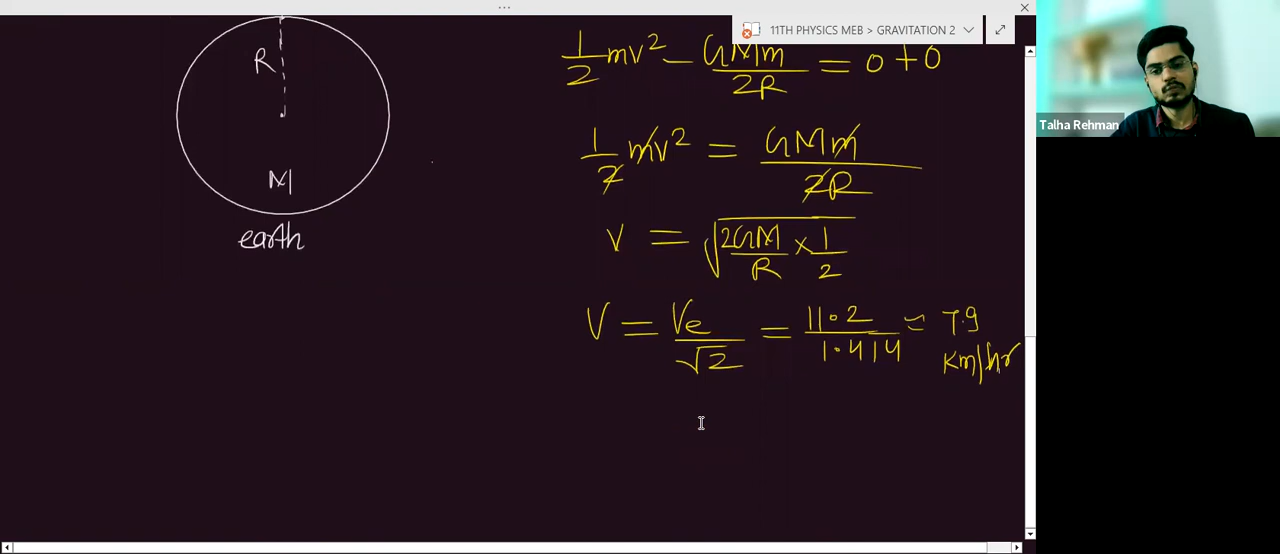 11TH PHYSICS MEB > GRAVITATION 2
R
M
earth
1/2 mv² - GMm/2R = 0 + 0
1/2 mv² = GMm/2R
V = √(2GM/R × 1/2)
V = Ve/√2 = 11.2/1.414 ≈ 7.9
Km/hr
Talha Rehman